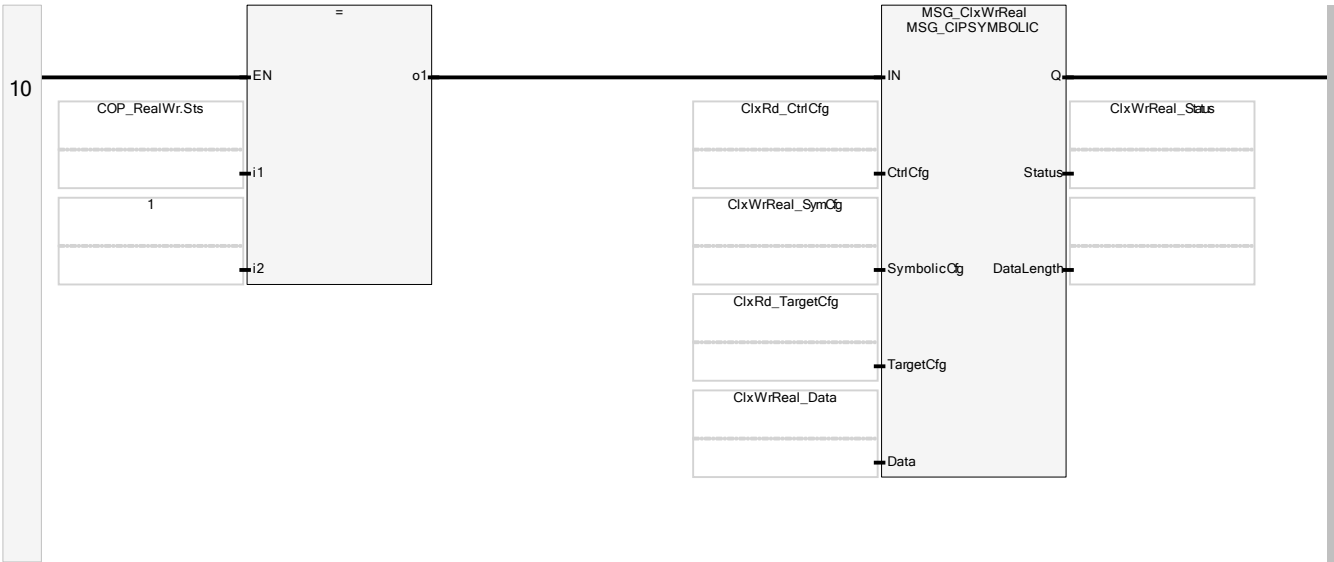 10
=
EN
o1
COP_RealWr.Sts
i1
1
i2
MSG_ClxWrReal
MSG_CIPSYMBOLIC
IN
Q
ClxRd_CtrlCfg
ClxWrReal_Status
CtrlCfg
Status
ClxWrReal_SymCfg
SymbolicCfg
DataLength
ClxRd_TargetCfg
TargetCfg
ClxWrReal_Data
Data